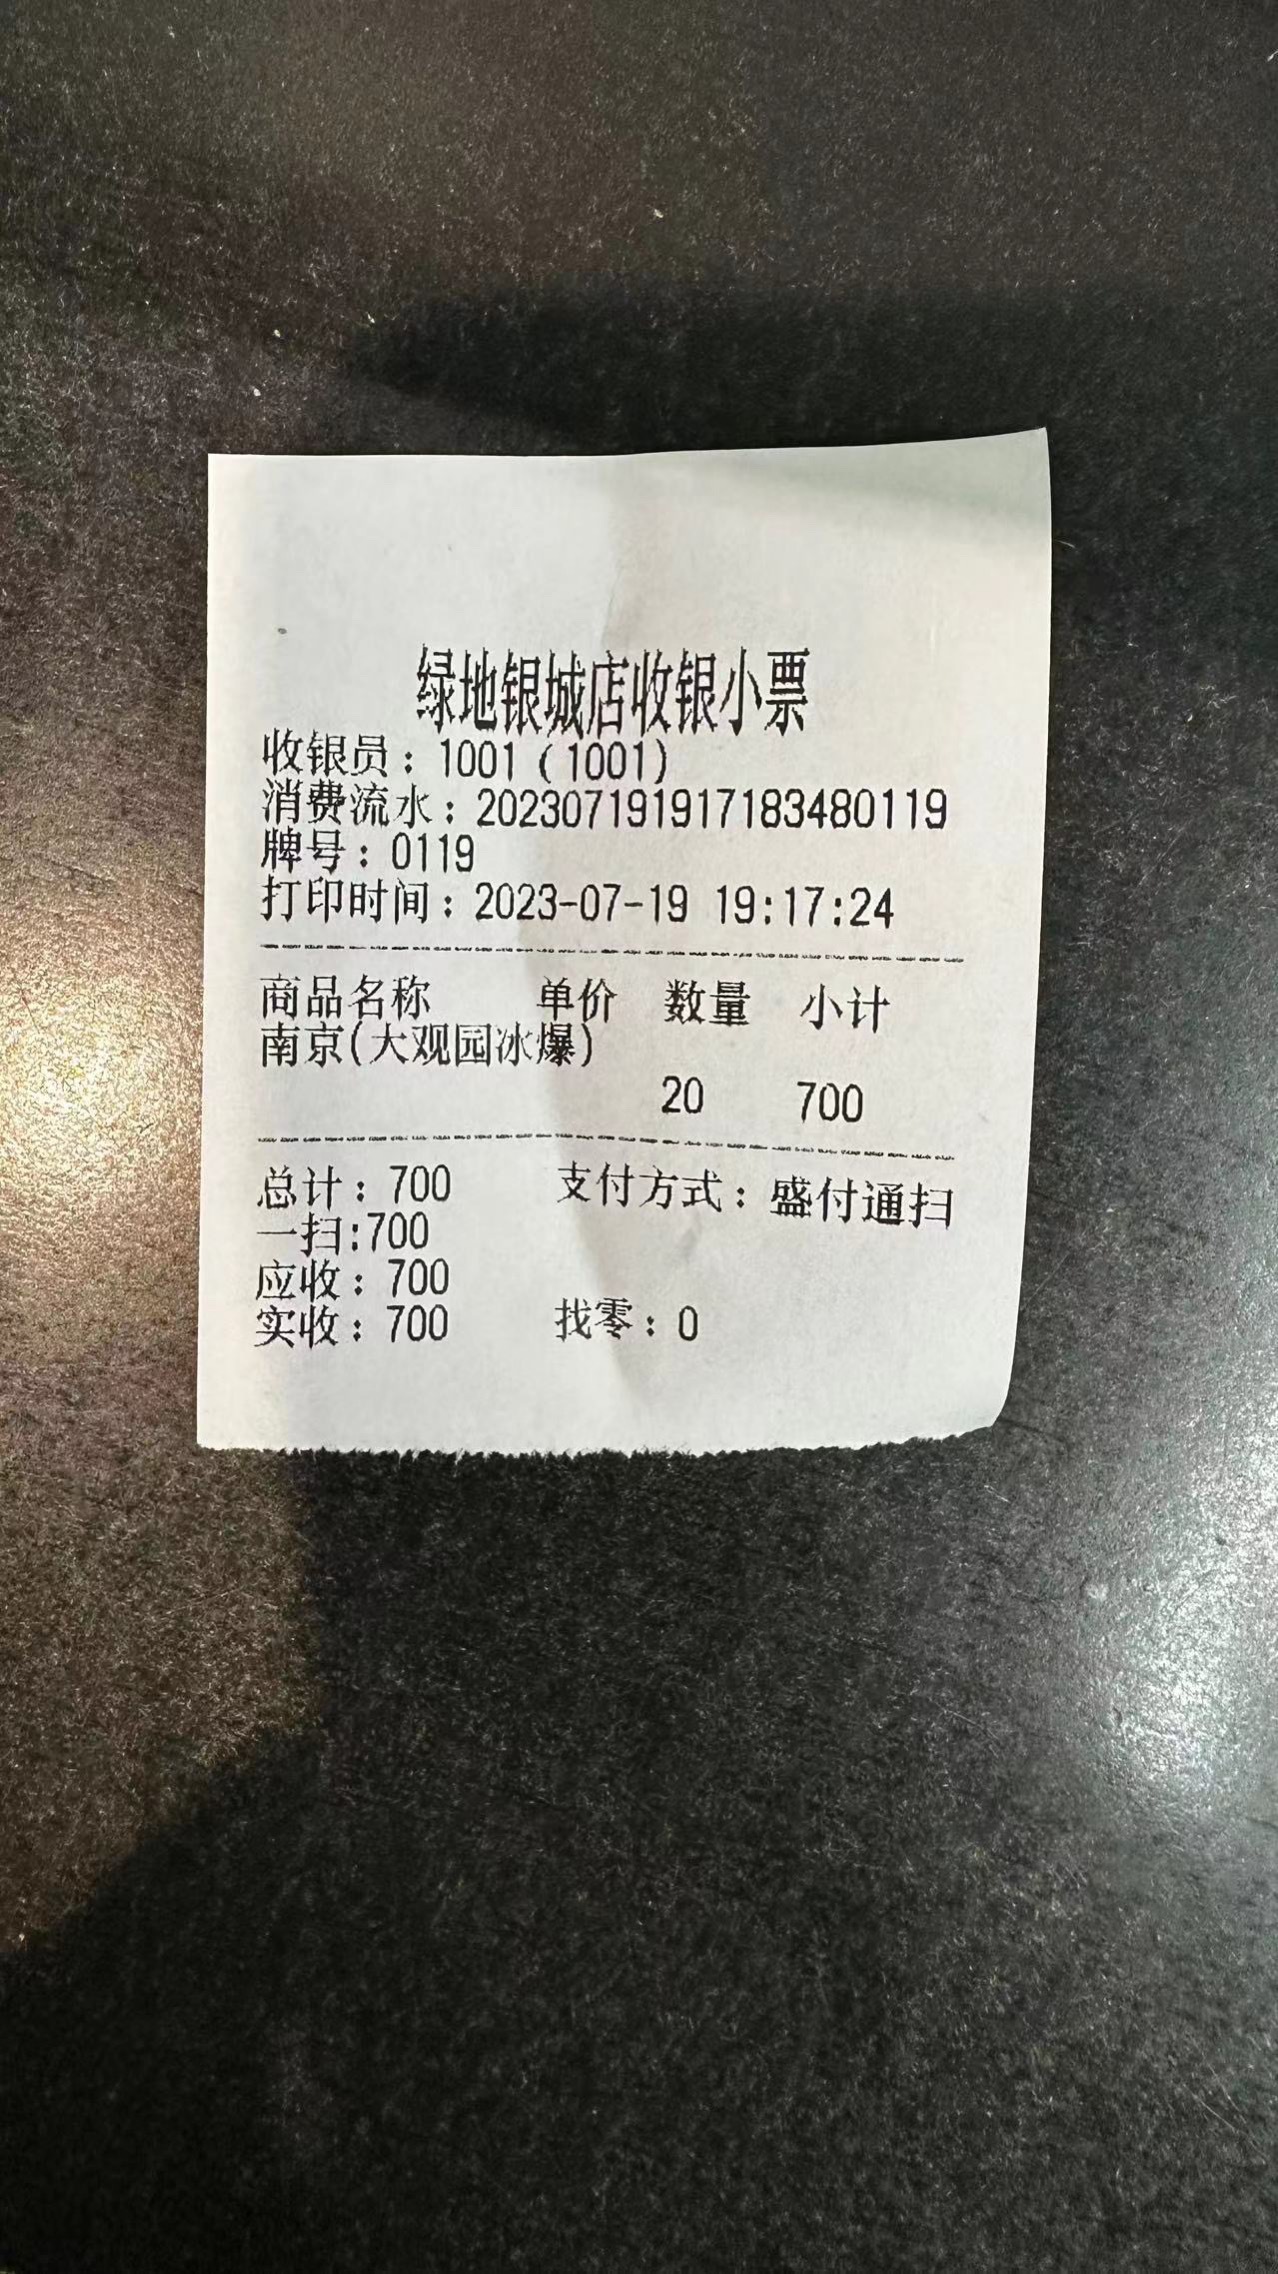 绿地银城店收银小票
收银员：1001（1001）
消费流水：202307191917183480119
牌号：0119
打印时间：2023-07-19 19:17:24
商品名称 单价 数量 小计
南京(大观园冰爆)
20 700
总计：700 支付方式：盛付通扫
一扫:700
应收：700
实收：700 找零：0